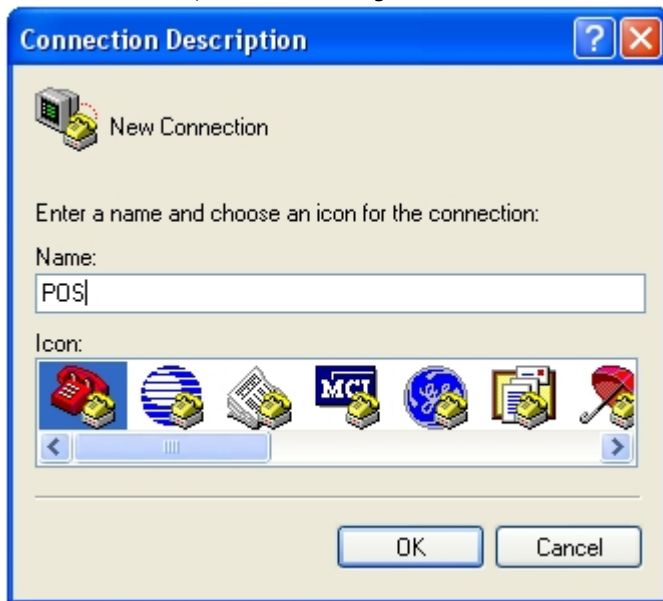 Connection Description
New Connection
Enter a name and choose an icon for the connection:
Name:
POS
Icon:
MCI
OK Cancel